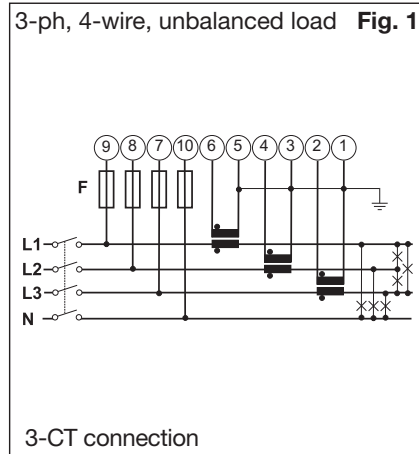 3-ph, 4-wire, unbalanced load Fig. 1
9 8 7 10 6 5 4 3 2 1
F
L1
L2
L3
N
3-CT connection